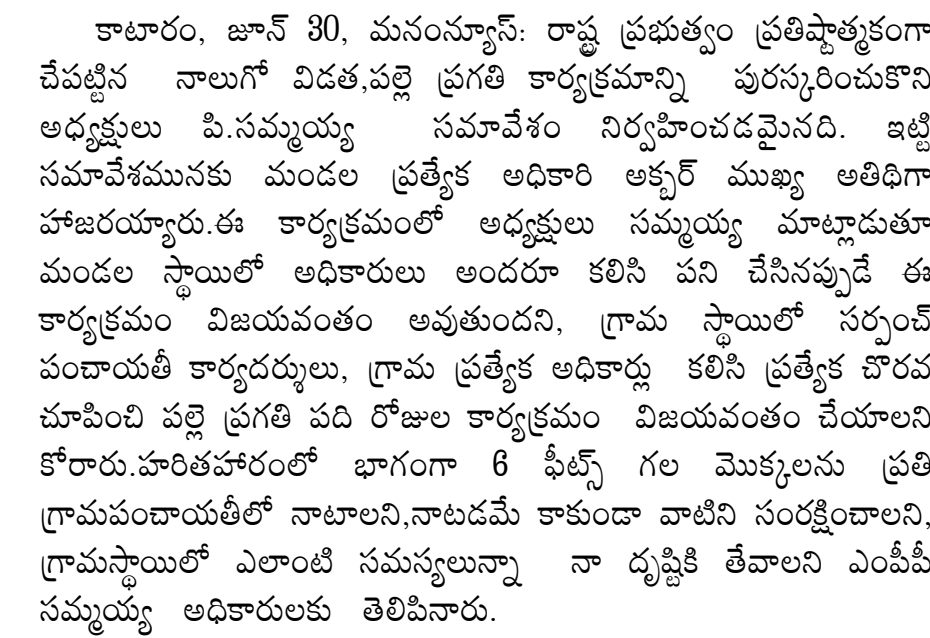 కాటారం, జూన్ 30, మనంన్యూస్: రాష్ట్ర ప్రభుత్వం ప్రతిష్టాత్మకంగా
చేపట్టిన నాలుగో విడత,పల్లె ప్రగతి కార్యక్రమాన్ని పురస్కరించుకొని
అధ్యక్షులు పి.సమ్మయ్య సమావేశం నిర్వహించడమైనది. ఇట్టి
సమావేశమునకు మండల ప్రత్యేక అధికారి అక్బర్ ముఖ్య అతిథిగా
హాజరయ్యారు.ఈ కార్యక్రమంలో అధ్యక్షులు సమ్మయ్య మాట్లాడుతూ
మండల స్థాయిలో అధికారులు అందరూ కలిసి పని చేసినప్పుడే ఈ
కార్యక్రమం విజయవంతం అవుతుందని, గ్రామ స్థాయిలో సర్పంచ్
పంచాయతీ కార్యదర్శులు, గ్రామ ప్రత్యేక అధికార్లు కలిసి ప్రత్యేక చొరవ
చూపించి పల్లె ప్రగతి పది రోజుల కార్యక్రమం విజయవంతం చేయాలని
కోరారు.హరితహారంలో భాగంగా 6 ఫీట్స్ గల మొక్కలను ప్రతి
గ్రామపంచాయతీలో నాటాలని,నాటడమే కాకుండా వాటిని సంరక్షించాలని,
గ్రామస్థాయిలో ఎలాంటి సమస్యలున్నా నా దృష్టికి తేవాలని ఎంపీపీ
సమ్మయ్య అధికారులకు తెలిపినారు.